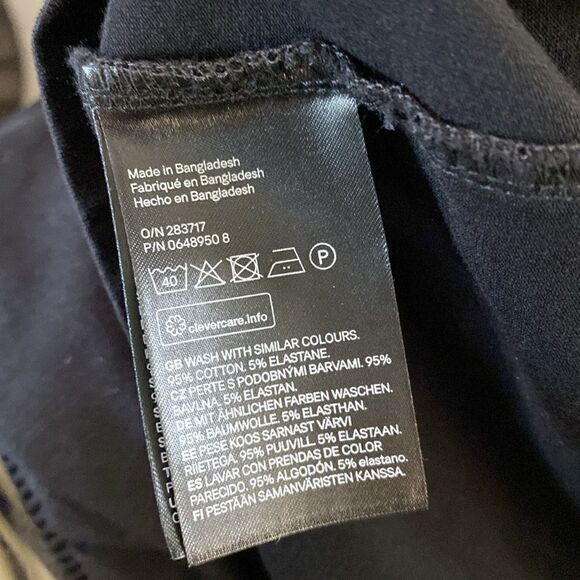 Made in Bangladesh
Fabriqué en Bangladesh
Hecho en Bangladesh
O/N 283717
P/N 0648950 8
40 P
clevercare.info
GB WASH WITH SIMILAR COLOURS.
95% COTTON. 5% ELASTANE.
CZ PERTE S PODOBNÝMI BARVAMI. 95%
BAVLNA. 5% ELASTAN.
DE MIT ÄHNLICHEN FARBEN WASCHEN.
95% BAUMWOLLE. 5% ELASTHAN.
EE PESE KOOS SARNAST VÄRVI
RIIETEGA. 95% PUUVILL. 5% ELASTAAN.
ES LAVAR CON PRENDAS DE COLOR
PARECIDO. 95% ALGODÓN. 5% elastano.
FI PESTÄÄN SAMANVÄRISTEN KANSSA.